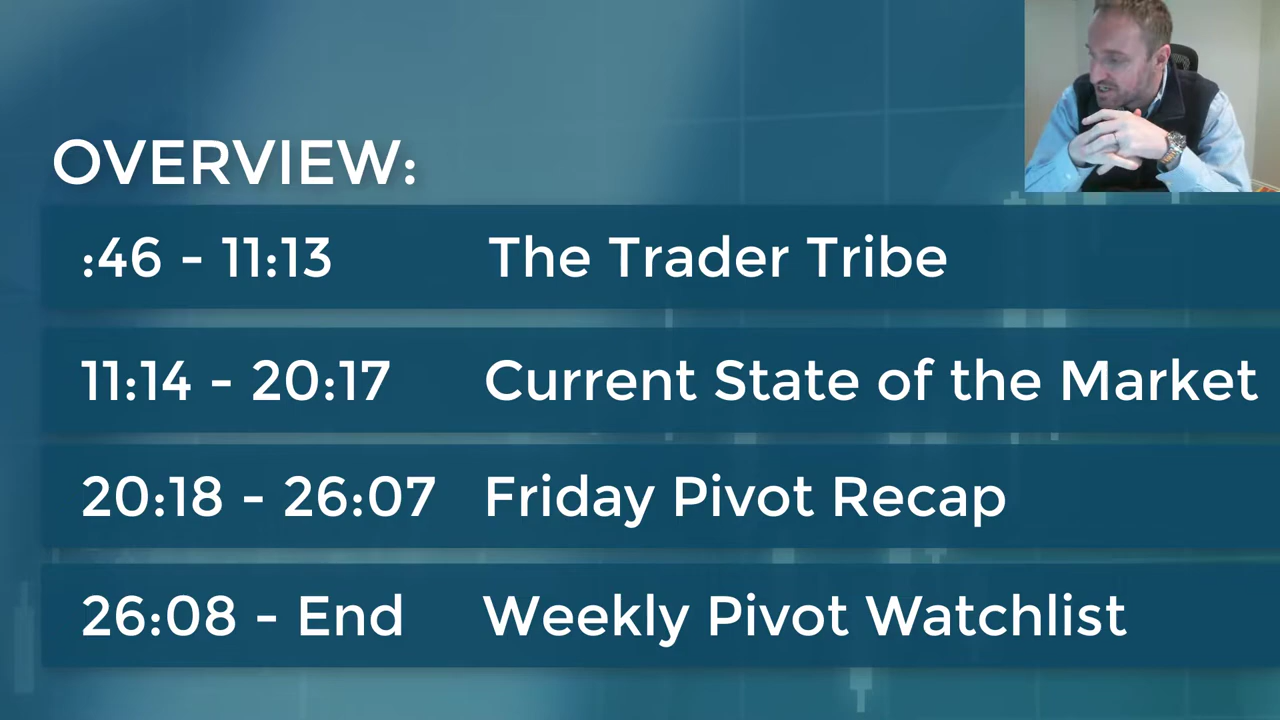 OVERVIEW:
:46 - 11:13 The Trader Tribe
11:14 - 20:17 Current State of the Market
20:18 - 26:07 Friday Pivot Recap
26:08 - End Weekly Pivot Watchlist